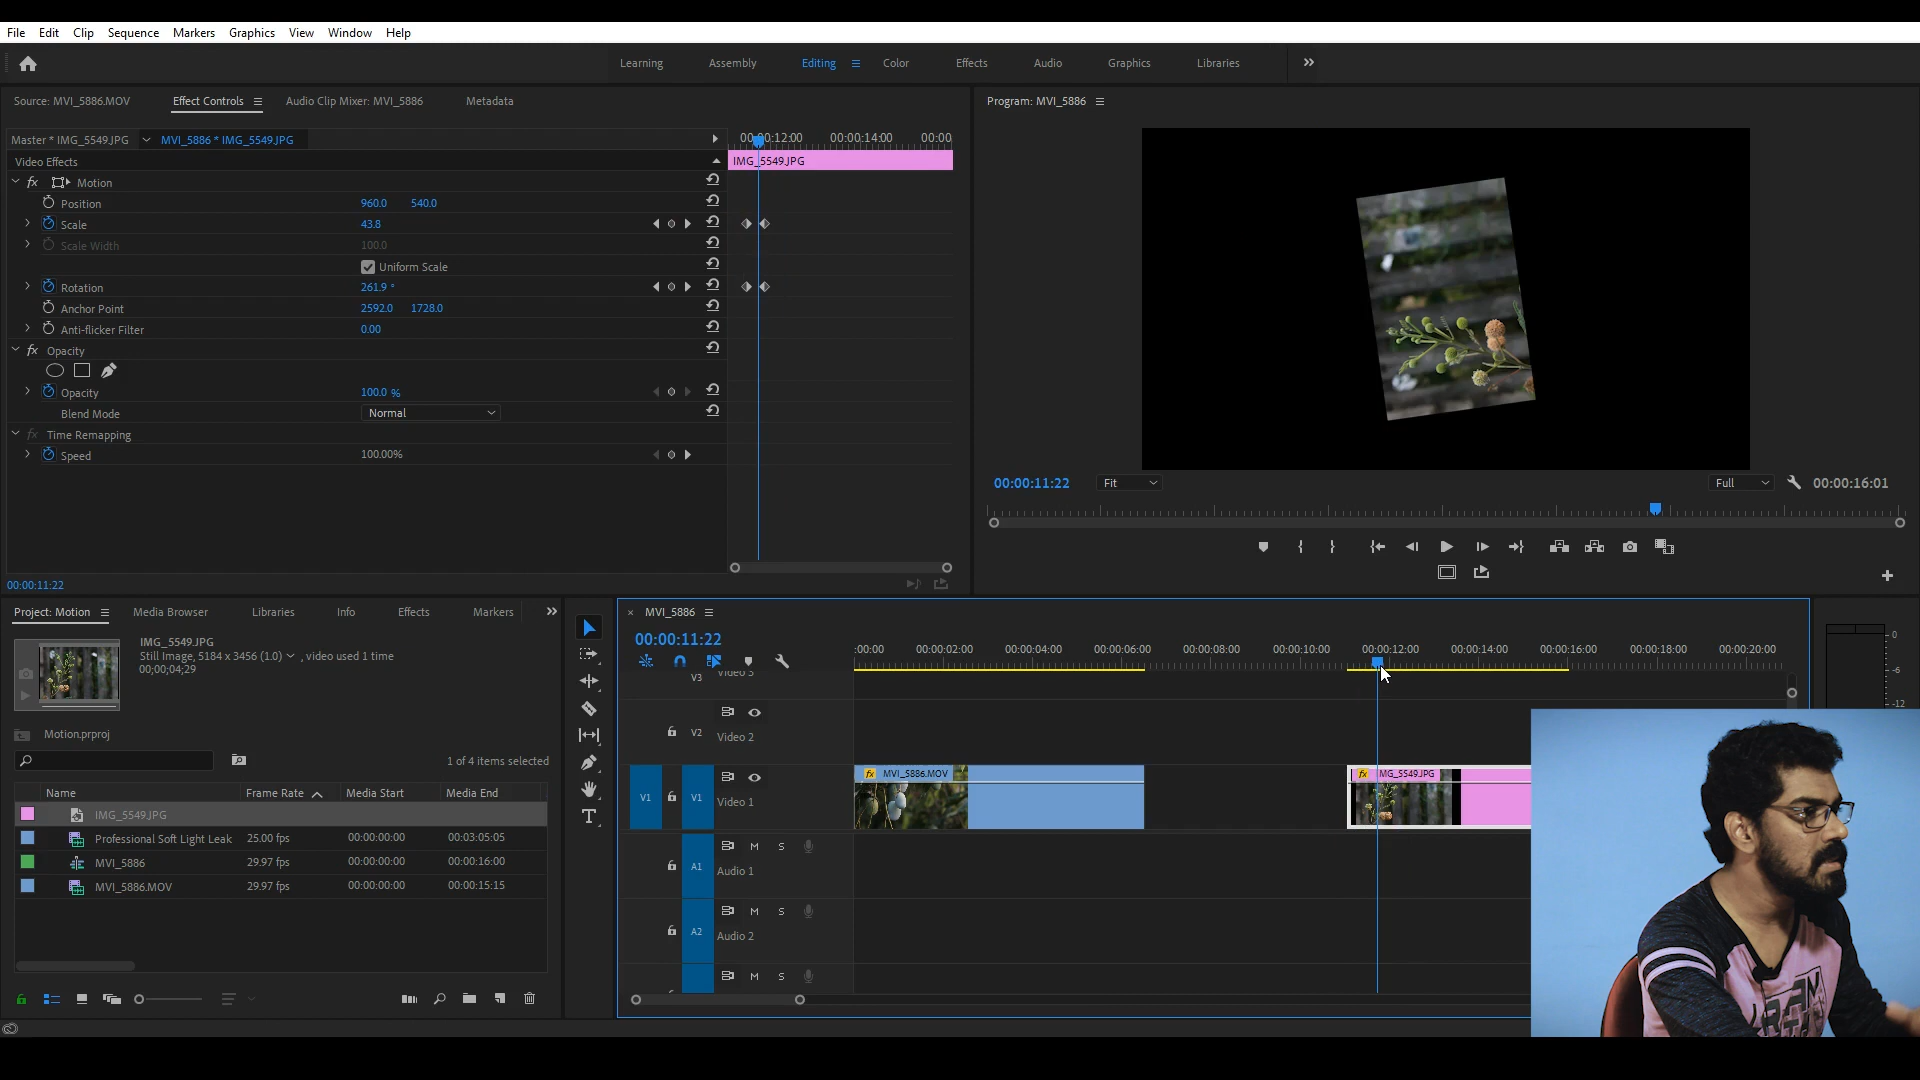 File Edit Clip Sequence Markers Graphics View Window Help
Learning Assembly Editing Color Effects Audio Graphics Libraries
Source: MVI_5886.MOV Effect Controls Audio Clip Mixer: MVI_5886 Metadata
Program: MVI_5886
Master * IMG_5549.JPG MVI_5886 * IMG_5549.JPG
00:00:12:00 00:00:14:00 00:00
Video Effects
IMG_5549.JPG
fx Motion
Position 960.0 540.0
Scale 43.8
Scale Width 100.0
Uniform Scale
Rotation 261.9 °
Anchor Point 2592.0 1728.0
Anti-flicker Filter 0.00
fx Opacity
Opacity 100.0 %
Blend Mode Normal
fx Time Remapping
Speed 100.00%
00:00:11:22
00:00:11:22 Fit Full 00:00:16:01
Project: Motion Media Browser Libraries Info Effects Markers
IMG_5549.JPG
Still Image, 5184 x 3456 (1.0) , video used 1 time
00;00;04;29
Motion.prproj
1 of 4 items selected
Name Frame Rate Media Start Media End
IMG_5549.JPG
Professional Soft Light Leak 25.00 fps 00:00:00:00 00:03:05:05
MVI_5886 29.97 fps 00:00:00:00 00:00:16:00
MVI_5886.MOV 29.97 fps 00:00:00:00 00:00:15:15
× MVI_5886
00:00:11:22
:00:00 00:00:02:00 00:00:04:00 00:00:06:00 00:00:08:00 00:00:10:00 00:00:12:00 00:00:14:00 00:00:16:00 00:00:18:00 00:00:20:00
V3 Video 3
V2 Video 2
V1 V1 Video 1
fx MVI_5886.MOV
fx MG_5549.JPG
A1 M S
Audio 1
A2 M S
Audio 2
M S
T
0
-6
-12